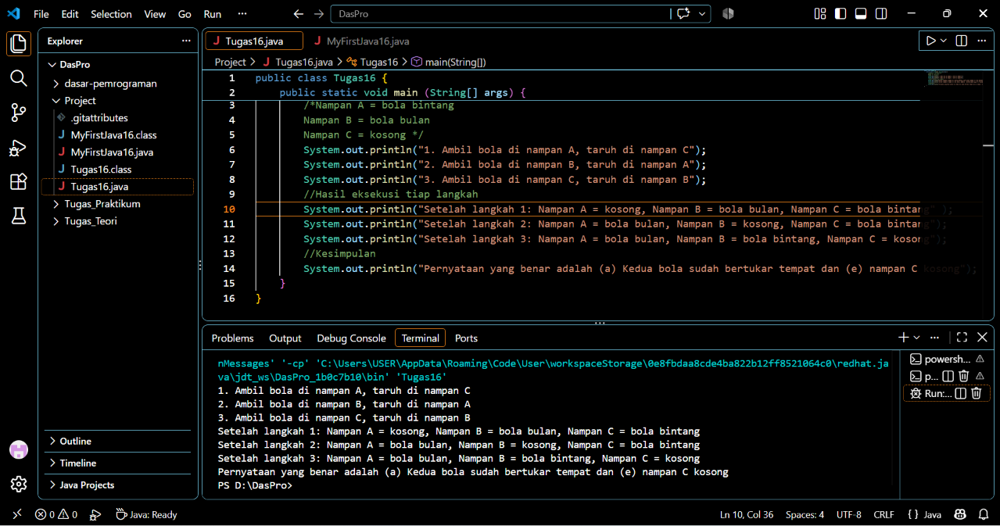 File Edit Selection View Go Run ··· DasPro
Explorer ···
DasPro
dasar-pemrograman
Project
.gitattributes
MyFirstJava16.class
MyFirstJava16.java
Tugas16.class
Tugas16.java
Tugas_Praktikum
Tugas_Teori
Outline
Timeline
Java Projects
Tugas16.java MyFirstJava16.java
Project > Tugas16.java > Tugas16 > main(String[])
1 public class Tugas16 {
2 public static void main (String[] args) {
3 /*Nampan A = bola bintang
4 Nampan B = bola bulan
5 Nampan C = kosong */
6 System.out.println("1. Ambil bola di nampan A, taruh di nampan C");
7 System.out.println("2. Ambil bola di nampan B, taruh di nampan A");
8 System.out.println("3. Ambil bola di nampan C, taruh di nampan B");
9 //Hasil eksekusi tiap langkah
10 System.out.println("Setelah langkah 1: Nampan A = kosong, Nampan B = bola bulan, Nampan C = bola bintang" );
11 System.out.println("Setelah langkah 2: Nampan A = bola bulan, Nampan B = kosong, Nampan C = bola bintang");
12 System.out.println("Setelah langkah 3: Nampan A = bola bulan, Nampan B = bola bintang, Nampan C = kosong");
13 //Kesimpulan
14 System.out.println("Pernyataan yang benar adalah (a) Kedua bola sudah bertukar tempat dan (e) nampan C kosong");
15 }
16 }
Problems Output Debug Console Terminal Ports
nMessages' '-cp' 'C:\Users\USER\AppData\Roaming\Code\User\workspaceStorage\0e8fbdaa8cde4ba822b12ff8521064c0\redhat.ja
va\jdt_ws\DasPro_1b0c7b10\bin' 'Tugas16'
1. Ambil bola di nampan A, taruh di nampan C
2. Ambil bola di nampan B, taruh di nampan A
3. Ambil bola di nampan C, taruh di nampan B
Setelah langkah 1: Nampan A = kosong, Nampan B = bola bulan, Nampan C = bola bintang
Setelah langkah 2: Nampan A = bola bulan, Nampan B = kosong, Nampan C = bola bintang
Setelah langkah 3: Nampan A = bola bulan, Nampan B = bola bintang, Nampan C = kosong
Pernyataan yang benar adalah (a) Kedua bola sudah bertukar tempat dan (e) nampan C kosong
PS D:\DasPro>
powersh...
p...
Run:...
0 0 Java: Ready Ln 10, Col 36 Spaces: 4 UTF-8 CRLF { } Java